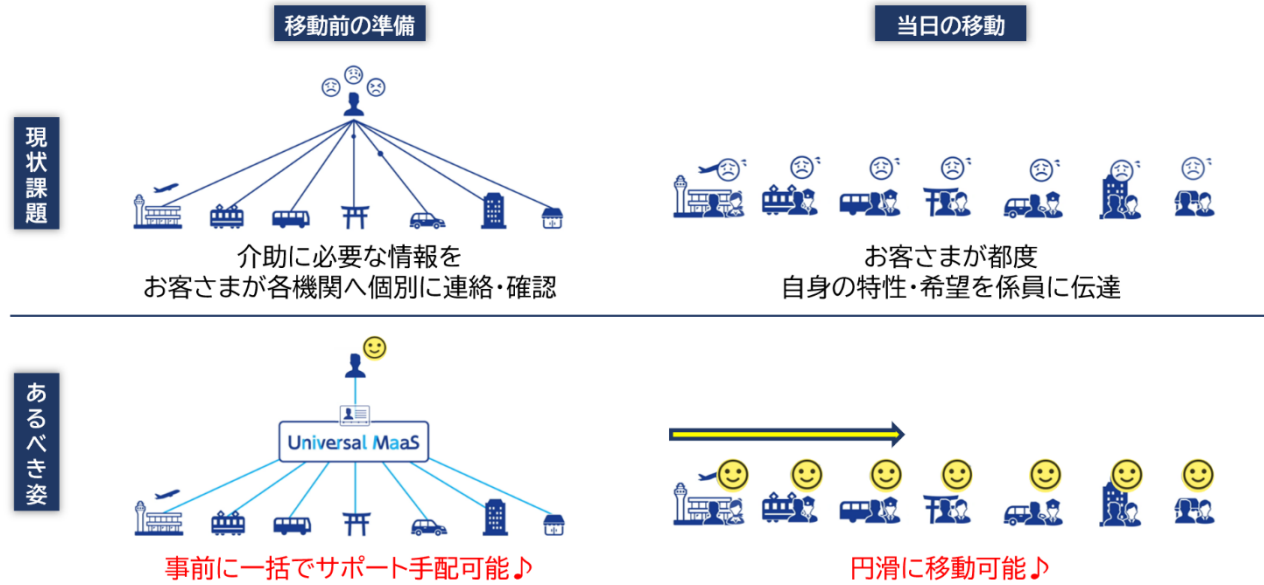 移動前の準備
当日の移動
現状課題
介助に必要な情報を
お客さまが各機関へ個別に連絡・確認
お客さまが都度
自身の特性・希望を係員に伝達
あるべき姿
Universal MaaS
事前に一括でサポート手配可能♪
円滑に移動可能♪